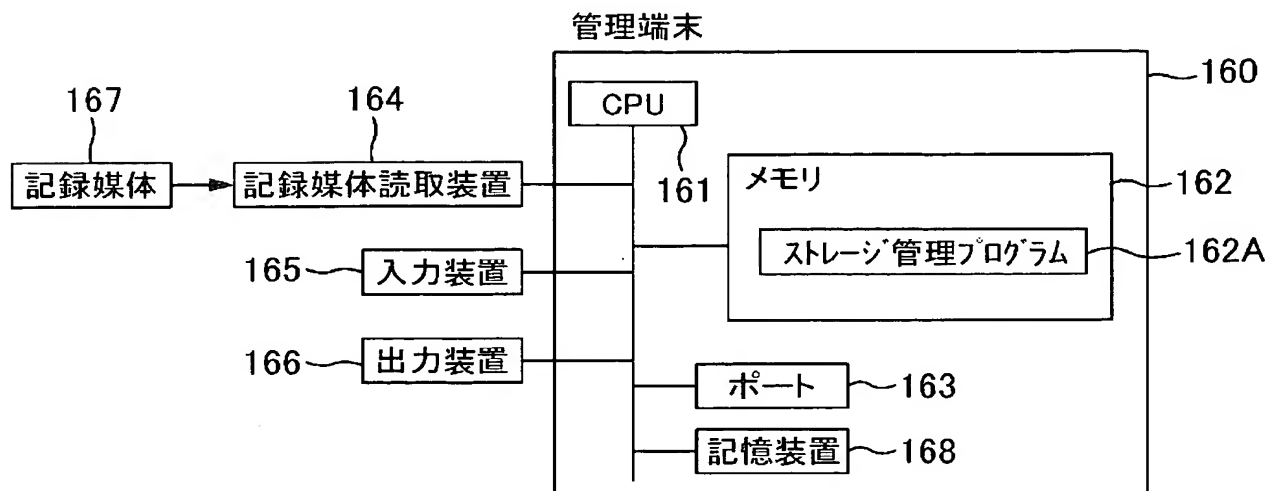 管理端末
160
CPU
161
167
164
記録媒体
記録媒体読取装置
メモリ
162
ストレージ管理プログラム
162A
165
入力装置
166
出力装置
ポート
163
記憶装置
168